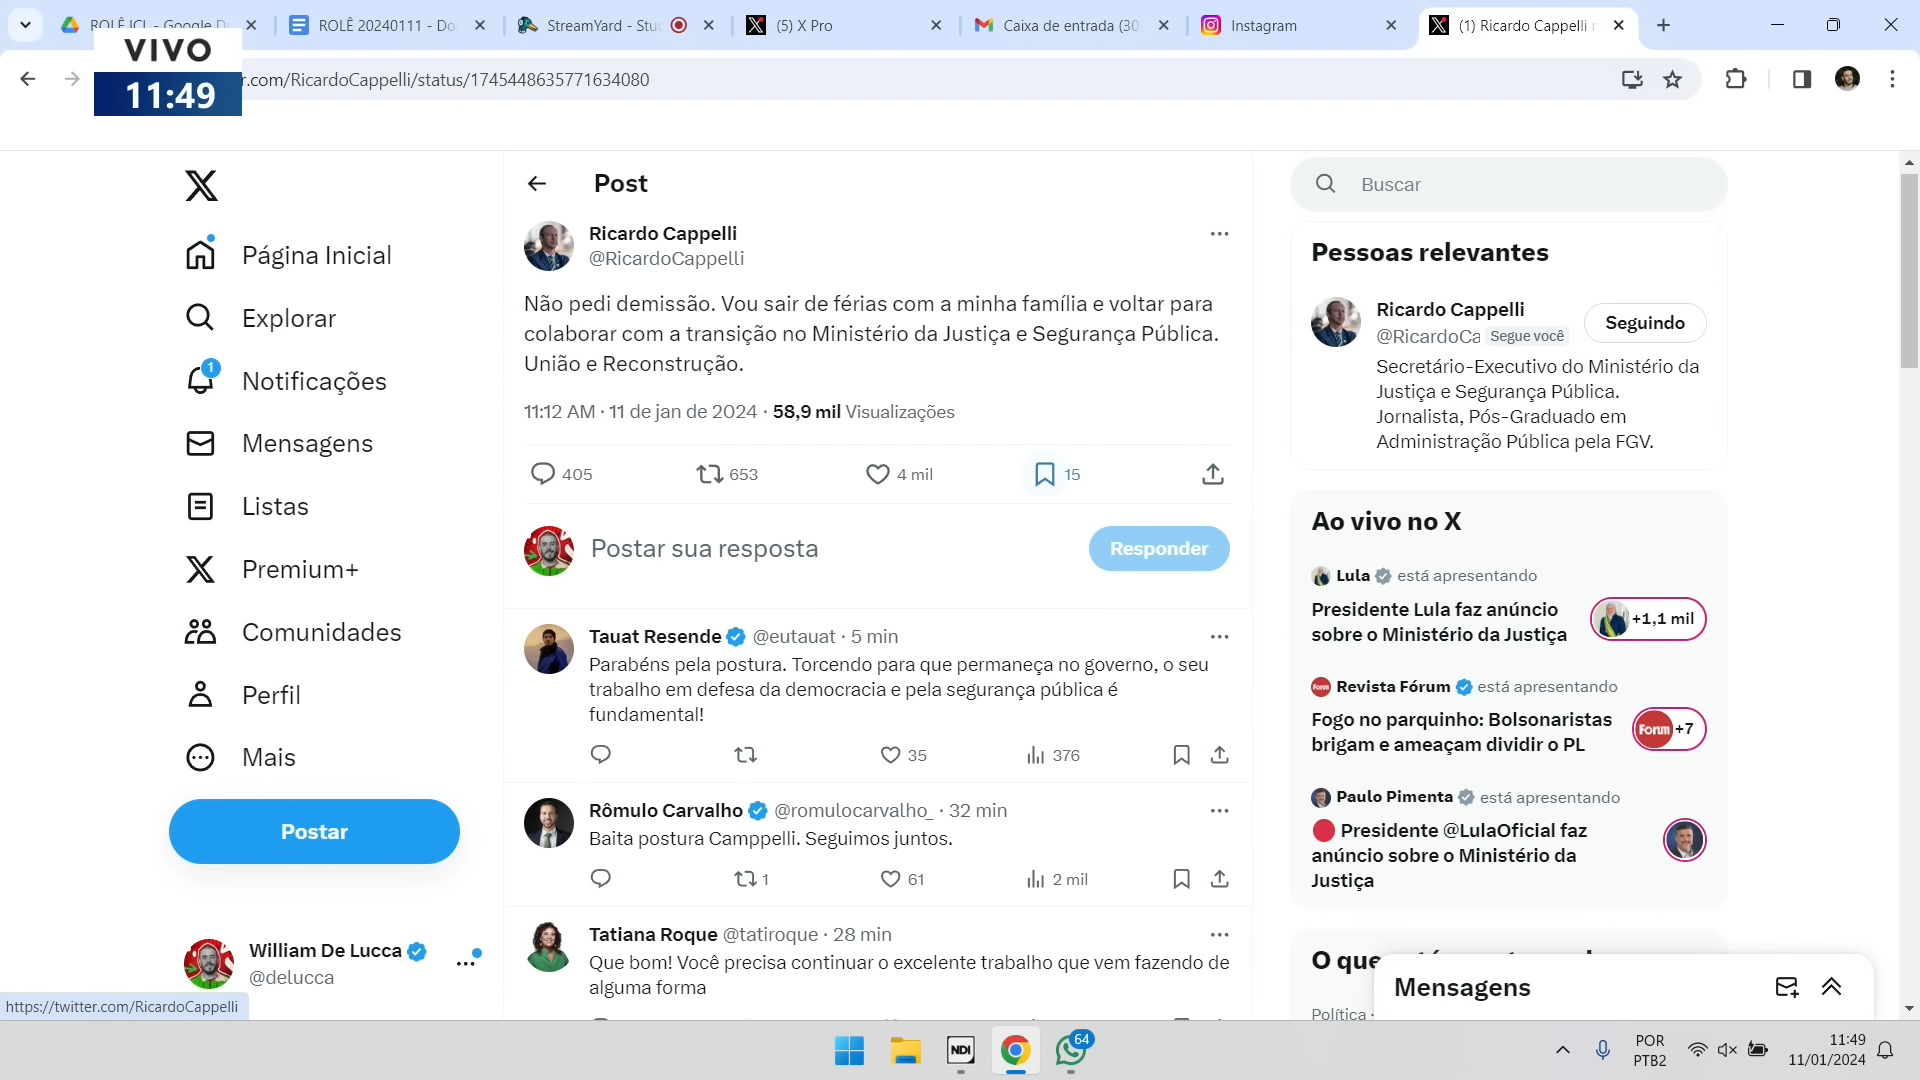 ROLÊ ICL - Google D
ROLÊ 20240111 - Do
StreamYard - Stu
(5) X Pro
Caixa de entrada (30
Instagram
(1) Ricardo Cappelli n
VIVO
11:49
r.com/RicardoCappelli/status/1745448635771634080
Página Inicial
Explorar
1
Notificações
Mensagens
Listas
Premium+
Comunidades
Perfil
Mais
Postar
William De Lucca
@delucca
https://twitter.com/RicardoCappelli
Post
Ricardo Cappelli
@RicardoCappelli
Não pedi demissão. Vou sair de férias com a minha família e voltar para
colaborar com a transição no Ministério da Justiça e Segurança Pública.
União e Reconstrução.
11:12 AM · 11 de jan de 2024 · 58,9 mil Visualizações
405 653 4 mil 15
Postar sua resposta
Responder
Tauat Resende @eutauat · 5 min
Parabéns pela postura. Torcendo para que permaneça no governo, o seu
trabalho em defesa da democracia e pela segurança pública é
fundamental!
35 376
Rômulo Carvalho @romulocarvalho_ · 32 min
Baita postura Camppelli. Seguimos juntos.
1 61 2 mil
Tatiana Roque @tatiroque · 28 min
Que bom! Você precisa continuar o excelente trabalho que vem fazendo de
alguma forma
Buscar
Pessoas relevantes
Ricardo Cappelli
@RicardoCa Segue você
Seguindo
Secretário-Executivo do Ministério da
Justiça e Segurança Pública.
Jornalista, Pós-Graduado em
Administração Pública pela FGV.
Ao vivo no X
Lula está apresentando
Presidente Lula faz anúncio
sobre o Ministério da Justiça
+1,1 mil
Revista Fórum está apresentando
Fogo no parquinho: Bolsonaristas
brigam e ameaçam dividir o PL
Forum +7
Paulo Pimenta está apresentando
Presidente @LulaOficial faz
anúncio sobre o Ministério da
Justiça
O que
Política ·
Mensagens
NDI
64
POR
PTB2
11:49
11/01/2024